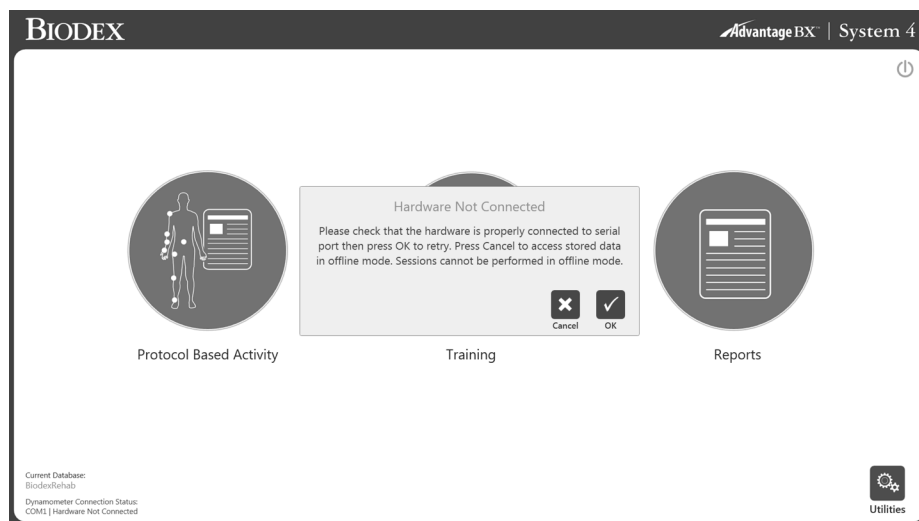 BIODEX
Advantage BX™ | System 4
Hardware Not Connected
Please check that the hardware is properly connected to serial
port then press OK to retry. Press Cancel to access stored data
in offline mode. Sessions cannot be performed in offline mode.
Cancel OK
Protocol Based Activity
Training
Reports
Current Database:
BiodexRehab
Dynamometer Connection Status:
COM1 | Hardware Not Connected
Utilities